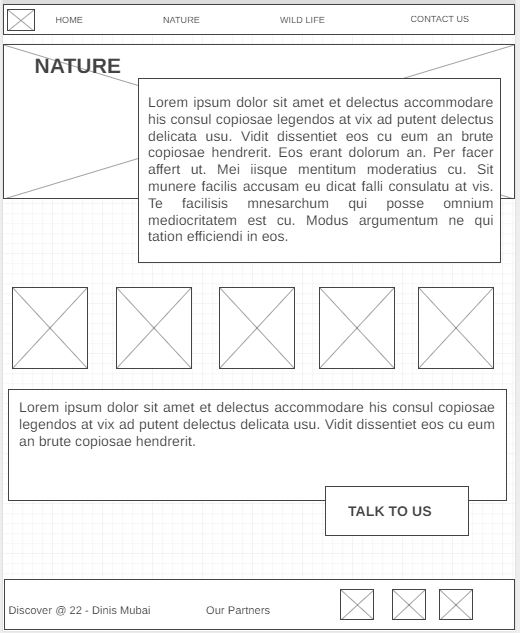 HOME NATURE WILD LIFE CONTACT US
NATURE
Lorem ipsum dolor sit amet et delectus accommodare
his consul copiosae legendos at vix ad putent delectus
delicata usu. Vidit dissentiet eos cu eum an brute
copiosae hendrerit. Eos erant dolorum an. Per facer
affert ut. Mei iisque mentitum moderatius cu. Sit
munere facilis accusam eu dicat falli consulatu at vis.
Te facilisis mnesarchum qui posse omnium
mediocritatem est cu. Modus argumentum ne qui
tation efficiendi in eos.
Lorem ipsum dolor sit amet et delectus accommodare his consul copiosae
legendos at vix ad putent delectus delicata usu. Vidit dissentiet eos cu eum
an brute copiosae hendrerit.
TALK TO US
Discover @ 22 - Dinis Mubai Our Partners